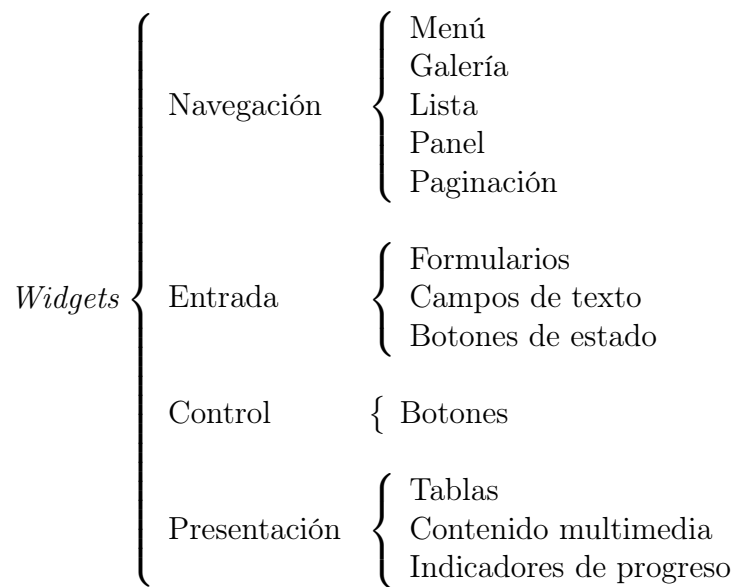 Widgets
Navegación
Menú
Galería
Lista
Panel
Paginación
Entrada
Formularios
Campos de texto
Botones de estado
Control
Botones
Presentación
Tablas
Contenido multimedia
Indicadores de progreso